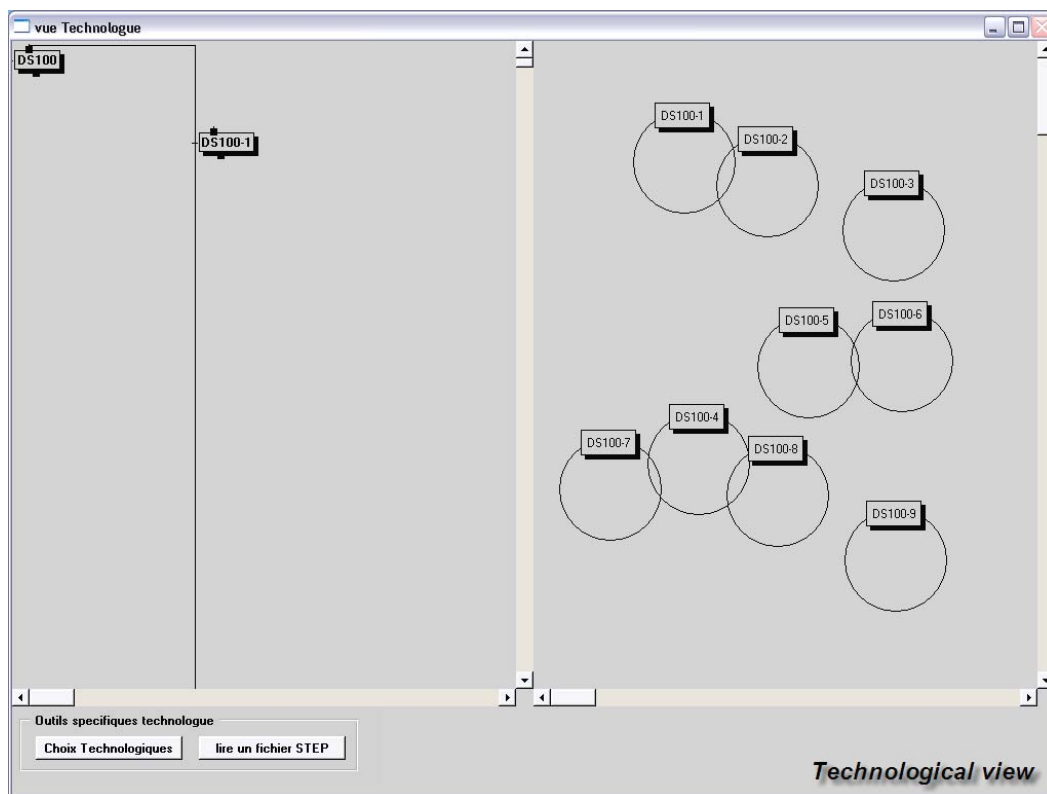 vue Technologue
DS100
DS100-1
DS100-1
DS100-2
DS100-3
DS100-5
DS100-6
DS100-4
DS100-7
DS100-8
DS100-9
Outils specifiques technologue
Choix Technologiques
lire un fichier STEP
Technological view